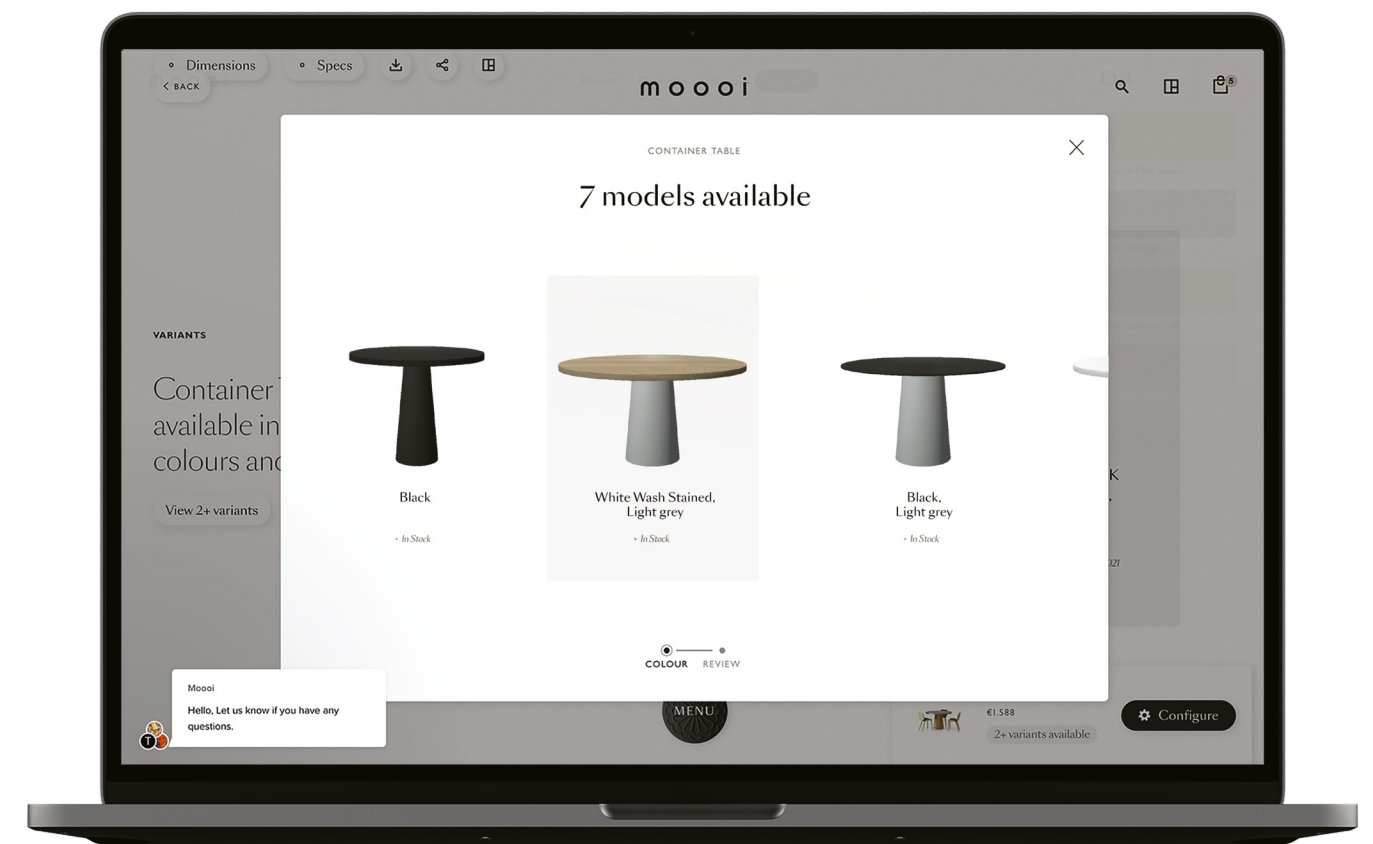 Dimensions
Specs
BACK
moooi
5
CONTAINER TABLE
7 models available
VARIANTS
Container
available in
colours and
View 2+ variants
Black
In Stock
White Wash Stained,
Light grey
In Stock
Black,
Light grey
In Stock
K
021
COLOUR
REVIEW
Moooi
Hello, Let us know if you have any
questions.
T
MENU
€1.588
2+ variants available
Configure